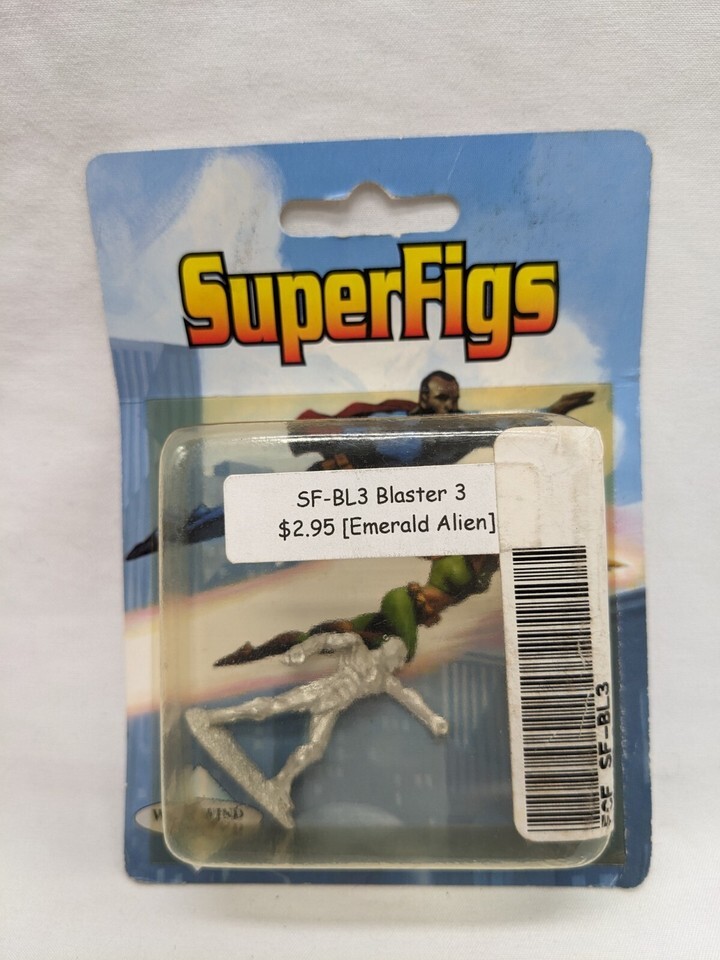 SuperFigs
SF-BL3 Blaster 3
$2.95 [Emerald Alien]
SF-BL3